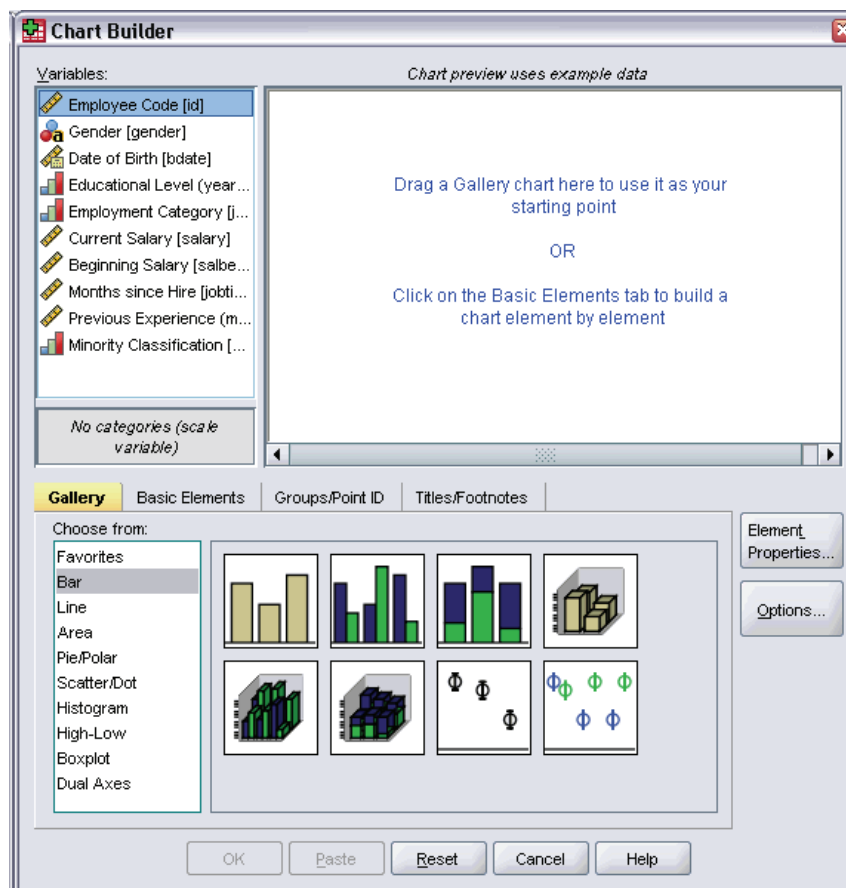 Chart Builder
Variables:
Chart preview uses example data
Employee Code [id]
Gender [gender]
Date of Birth [bdate]
Educational Level (year...
Employment Category [j...
Current Salary [salary]
Beginning Salary [salbe...
Months since Hire [jobti...
Previous Experience (m...
Minority Classification [...
No categories (scale
variable)
Drag a Gallery chart here to use it as your
starting point
OR
Click on the Basic Elements tab to build a
chart element by element
Gallery
Basic Elements
Groups/Point ID
Titles/Footnotes
Choose from:
Favorites
Bar
Line
Area
Pie/Polar
Scatter/Dot
Histogram
High-Low
Boxplot
Dual Axes
Element
Properties...
Options...
OK
Paste
Reset
Cancel
Help